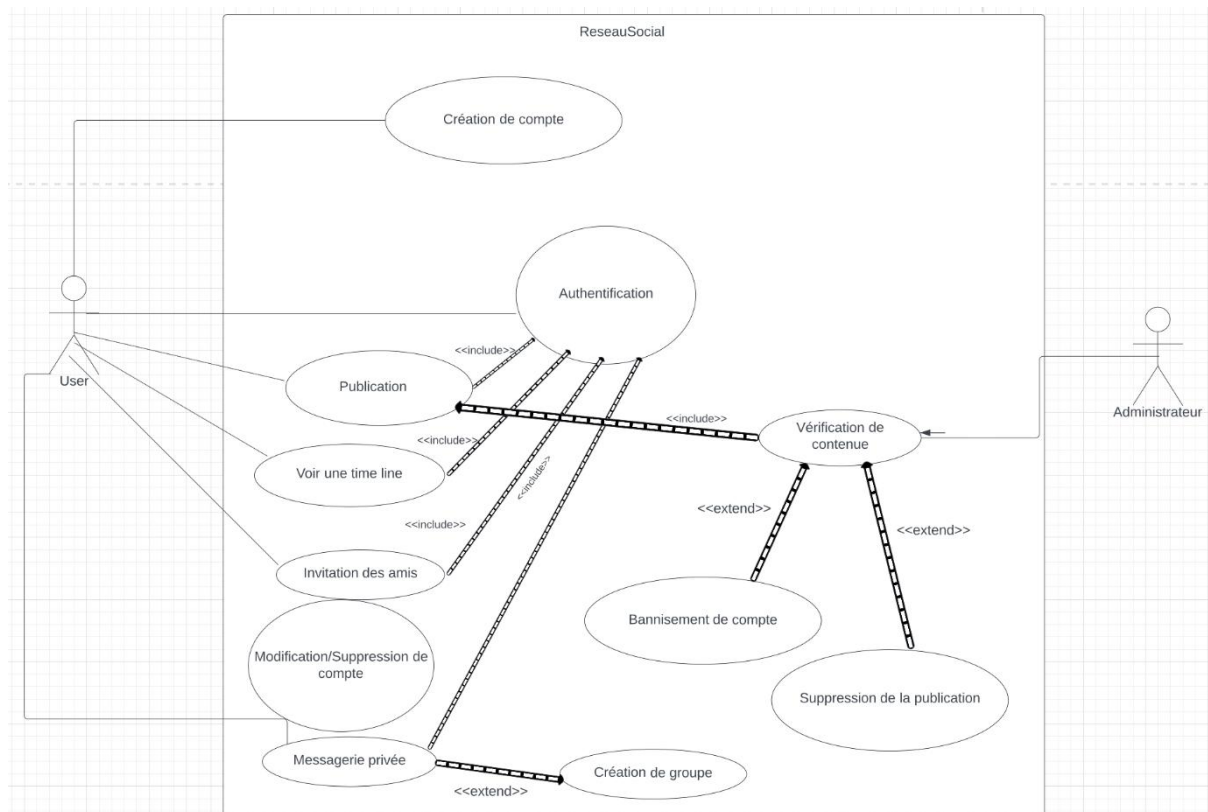 ReseauSocial
Création de compte
Authentification
<<include>>
Publication
User
<<include>>
Vérification de
contenue
Administrateur
<<include>>
Voir une time line
<<include>>
<<extend>>
<<include>>
<<extend>>
Invitation des amis
Bannisement de compte
Modification/Suppression de
compte
Suppression de la publication
Messagerie privée
Création de groupe
<<extend>>